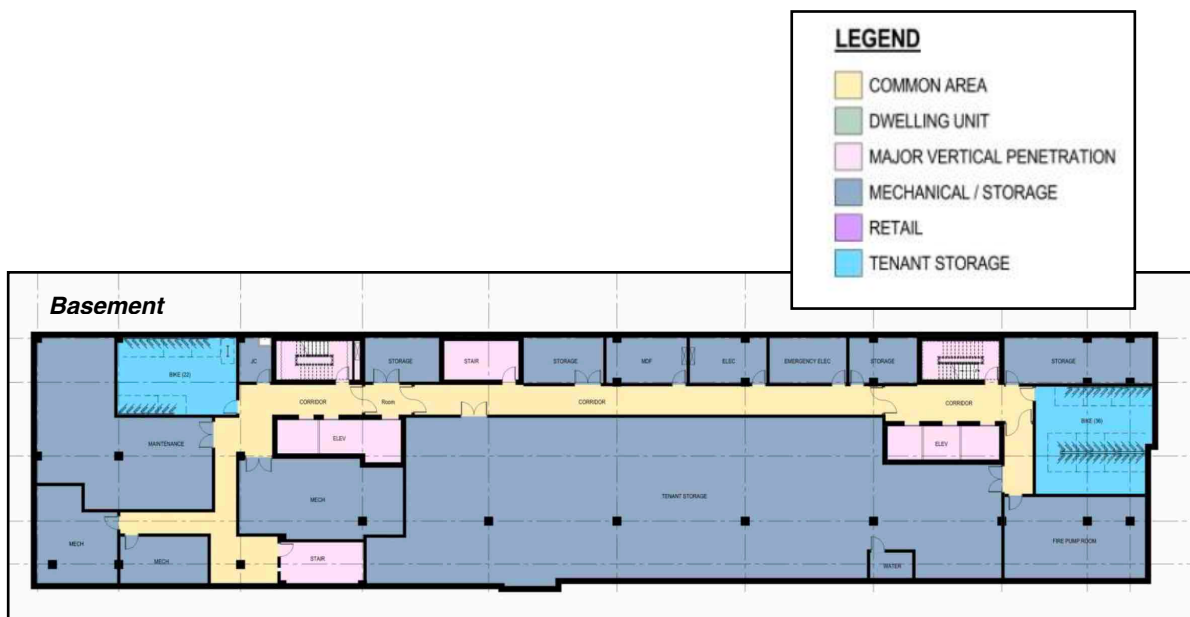 LEGEND
COMMON AREA
DWELLING UNIT
MAJOR VERTICAL PENETRATION
MECHANICAL / STORAGE
RETAIL
TENANT STORAGE
Basement
BIKE (22)
JC
STORAGE
STAIR
STORAGE
MDF
ELEC
EMERGENCY ELEC
STORAGE
STORAGE
CORRIDOR
Room
CORRIDOR
CORRIDOR
BIKE (36)
MAINTENANCE
ELEV
ELEV
MECH
TENANT STORAGE
MECH
MECH
STAIR
WATER
FIRE PUMP ROOM